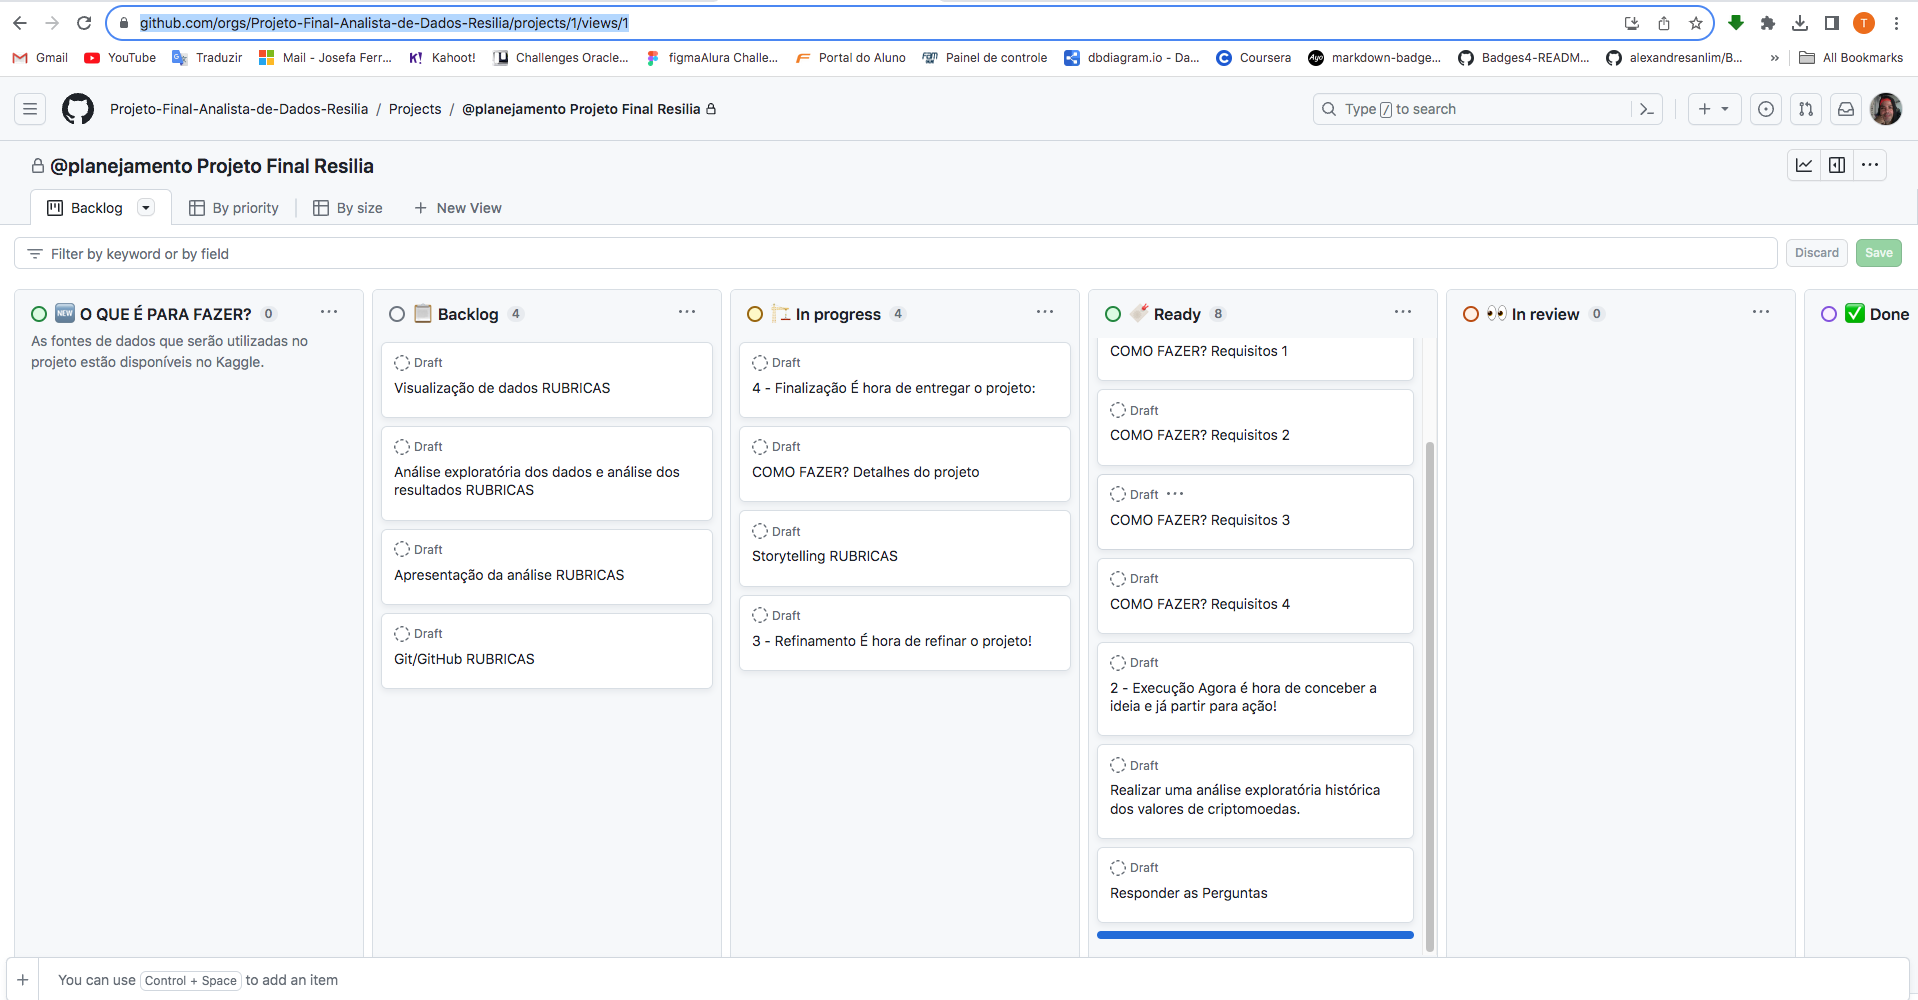 github.com/orgs/Projeto-Final-Analista-de-Dados-Resilia/projects/1/views/1
T
Gmail YouTube Traduzir Mail - Josefa Ferr... K! Kahoot! Challenges Oracle... figmaAlura Challe... Portal do Aluno Painel de controle dbdiagram.io - Da... Coursera markdown-badge... Badges4-READM... alexandresanlim/B... » All Bookmarks
Projeto-Final-Analista-de-Dados-Resilia / Projects / @planejamento Projeto Final Resilia
Type / to search
@planejamento Projeto Final Resilia
Backlog By priority By size + New View
Filter by keyword or by field
Discard Save
NEW O QUE É PARA FAZER? 0
As fontes de dados que serão utilizadas no
projeto estão disponíveis no Kaggle.
Backlog 4
Draft
Visualização de dados RUBRICAS
Draft
Análise exploratória dos dados e análise dos
resultados RUBRICAS
Draft
Apresentação da análise RUBRICAS
Draft
Git/GitHub RUBRICAS
In progress 4
Draft
4 - Finalização É hora de entregar o projeto:
Draft
COMO FAZER? Detalhes do projeto
Draft
Storytelling RUBRICAS
Draft
3 - Refinamento É hora de refinar o projeto!
Ready 8
COMO FAZER? Requisitos 1
Draft
COMO FAZER? Requisitos 2
Draft ...
COMO FAZER? Requisitos 3
Draft
COMO FAZER? Requisitos 4
Draft
2 - Execução Agora é hora de conceber a
ideia e já partir para ação!
Draft
Realizar uma análise exploratória histórica
dos valores de criptomoedas.
Draft
Responder as Perguntas
In review 0
Done
+ You can use Control + Space to add an item